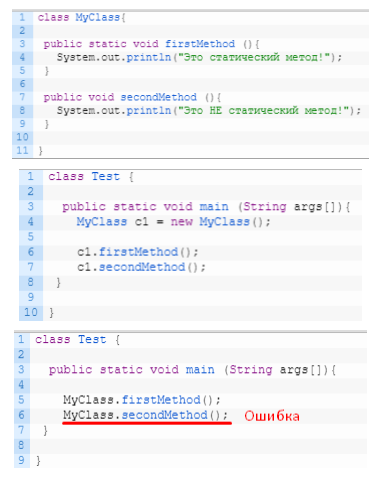 1 class MyClass{
2
3 public static void firstMethod (){
4 System.out.println("Это статический метод!");
5 }
6
7 public void secondMethod (){
8 System.out.println("Это НЕ статический метод!");
9 }
10
11 }
1 class Test {
2
3 public static void main (String args[]){
4 MyClass c1 = new MyClass();
5
6 c1.firstMethod();
7 c1.secondMethod();
8 }
9
10 }
1 class Test {
2
3 public static void main (String args[]){
4
5 MyClass.firstMethod();
6 MyClass.secondMethod(); Ошибка
7 }
8
9 }